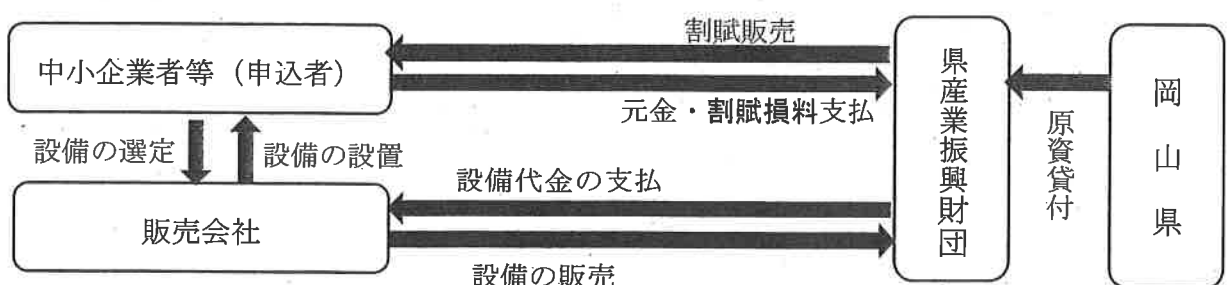 割賦販売
中小企業者等（申込者）
元金・割賦損料支払
県産業振興財団
原資貸付
岡山県
設備の選定
設備の設置
設備代金の支払
販売会社
設備の販売